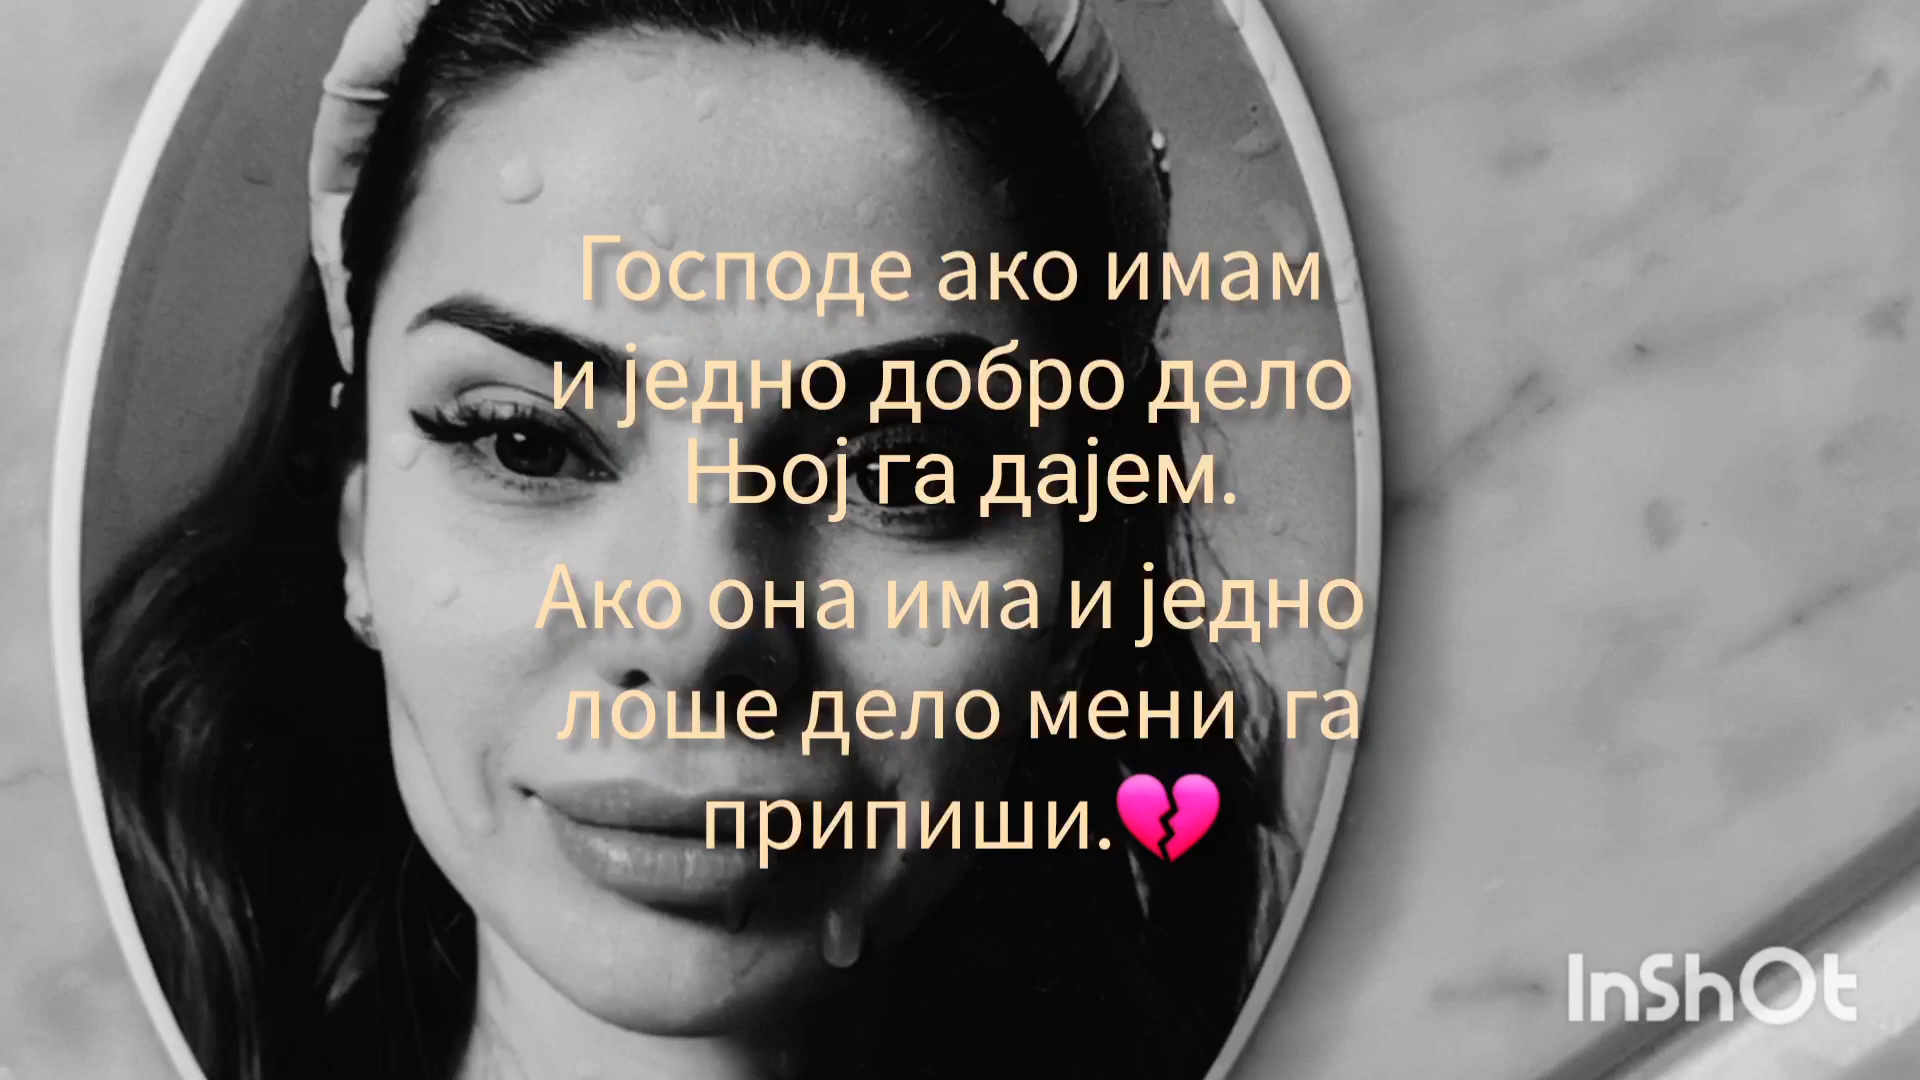 Господе ако имам
и једно добро дело
Њој га дајем.
Ако она има и једно
лоше дело мени  га
припиши.💔
InShOt